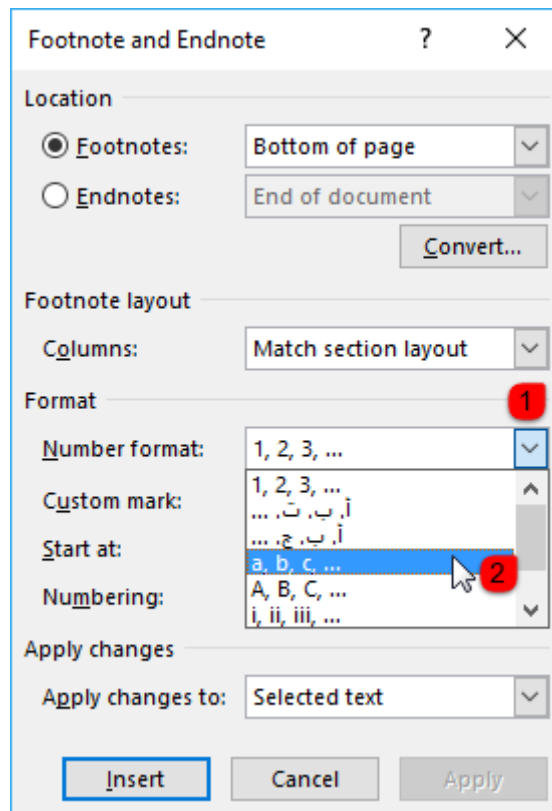 Footnote and Endnote ?
Location
Footnotes: Bottom of page
Endnotes: End of document
Convert...
Footnote layout
Columns: Match section layout
Format 1
Number format: 1, 2, 3, ...
1, 2, 3, ...
Custom mark:
أ, ب, ت, ...
أ, ب, ج, ...
Start at:
a, b, c, ... 2
Numbering: A, B, C, ...
i, ii, iii, ...
Apply changes
Apply changes to: Selected text
Insert Cancel Apply